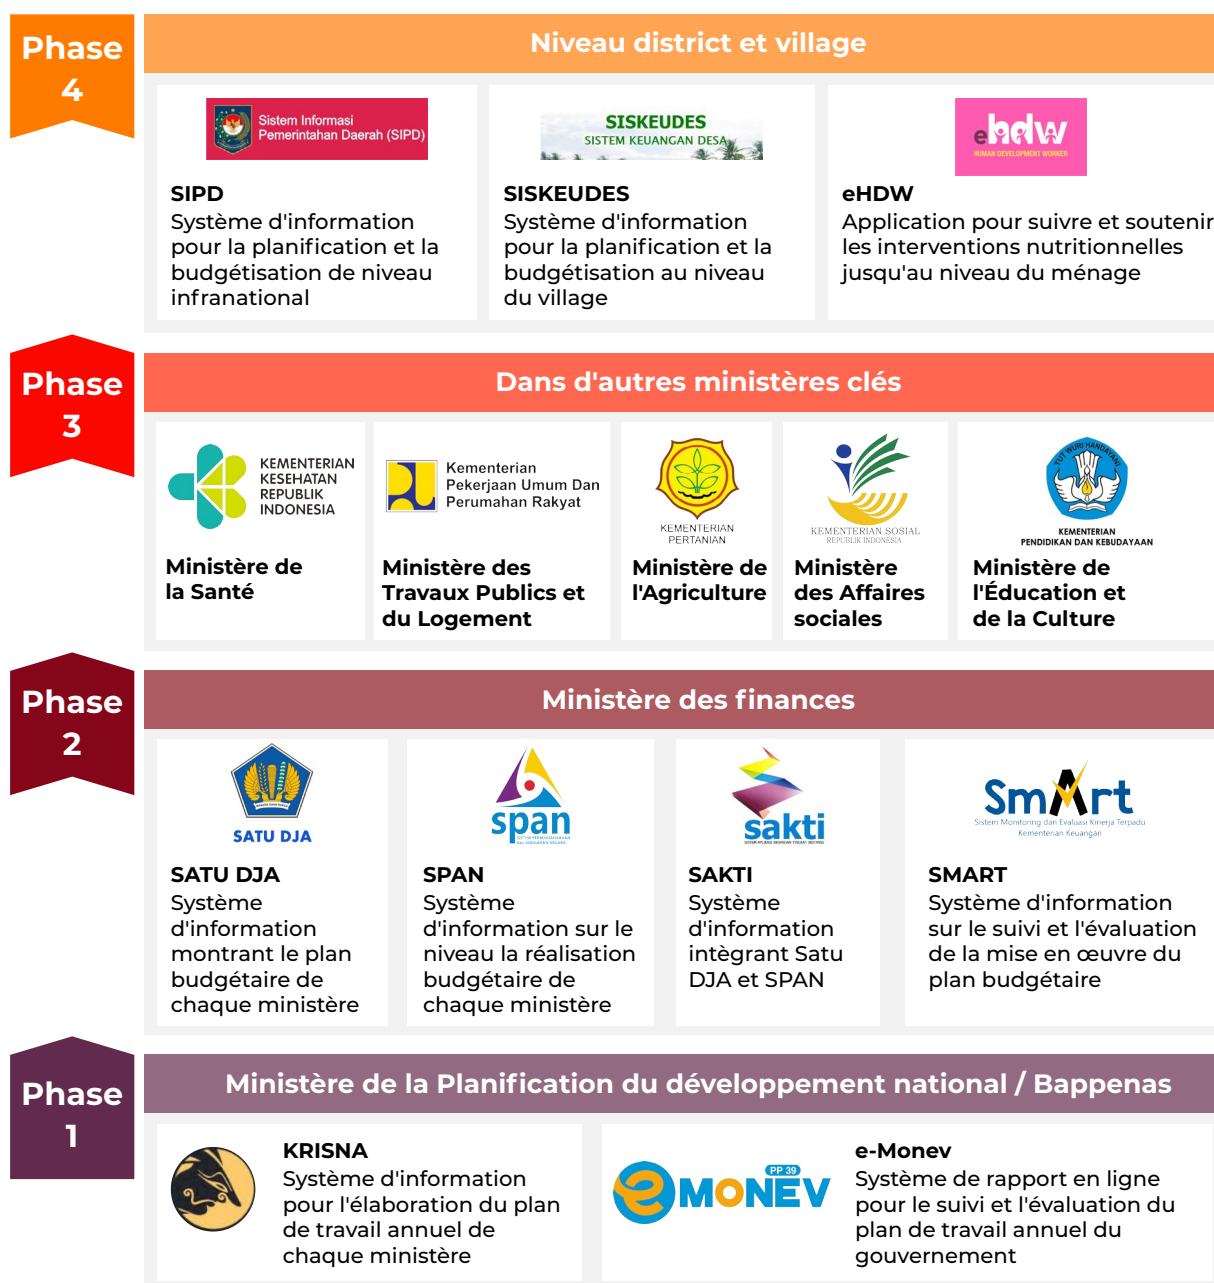 Phase
4
Niveau district et village
Sistem Informasi
Pemerintahan Daerah (SIPD)
SIPD
Système d'information
pour la planification et la
budgétisation de niveau
infranational
SISKEUDES
SISTEM KEUANGAN DESA
SISKEUDES
Système d'information
pour la planification et la
budgétisation au niveau
du village
ehdw
HUMAN DEVELOPMENT WORKER
eHDW
Application pour suivre et soutenir
les interventions nutritionnelles
jusqu'au niveau du ménage
Phase
3
Dans d'autres ministères clés
KEMENTERIAN
KESEHATAN
REPUBLIK
INDONESIA
Ministère de
la Santé
Kementerian
Pekerjaan Umum Dan
Perumahan Rakyat
Ministère des
Travaux Publics et
du Logement
KEMENTERIAN
PERTANIAN
Ministère de
l'Agriculture
KEMENTERIAN SOSIAL
REPUBLIK INDONESIA
Ministère
des Affaires
sociales
TUT WURI HANDAYANI
KEMENTERIAN
PENDIDIKAN DAN KEBUDAYAAN
Ministère de
l'Éducation et
de la Culture
Phase
2
Ministère des finances
SATU DJA
SATU DJA
Système
d'information
montrant le plan
budgétaire de
chaque ministère
span
SISTEM PERBENDAHARAAN
dan ANGGARAN NEGARA
SPAN
Système
d'information sur le
niveau la réalisation
budgétaire de
chaque ministère
sakti
SAKTI
Système
d'information
intègrant Satu
DJA et SPAN
SmArt
Sistem Monitoring dan Evaluasi Kinerja Terpadu
Kementerian Keuangan
SMART
Système d'information
sur le suivi et l'évaluation
de la mise en œuvre du
plan budgétaire
Phase
1
Ministère de la Planification du développement national / Bappenas
KRISNA
Système d'information
pour l'élaboration du plan
de travail annuel de
chaque ministère
PP 39
e MONEV
e-Monev
Système de rapport en ligne
pour le suivi et l'évaluation du
plan de travail annuel du
gouvernement